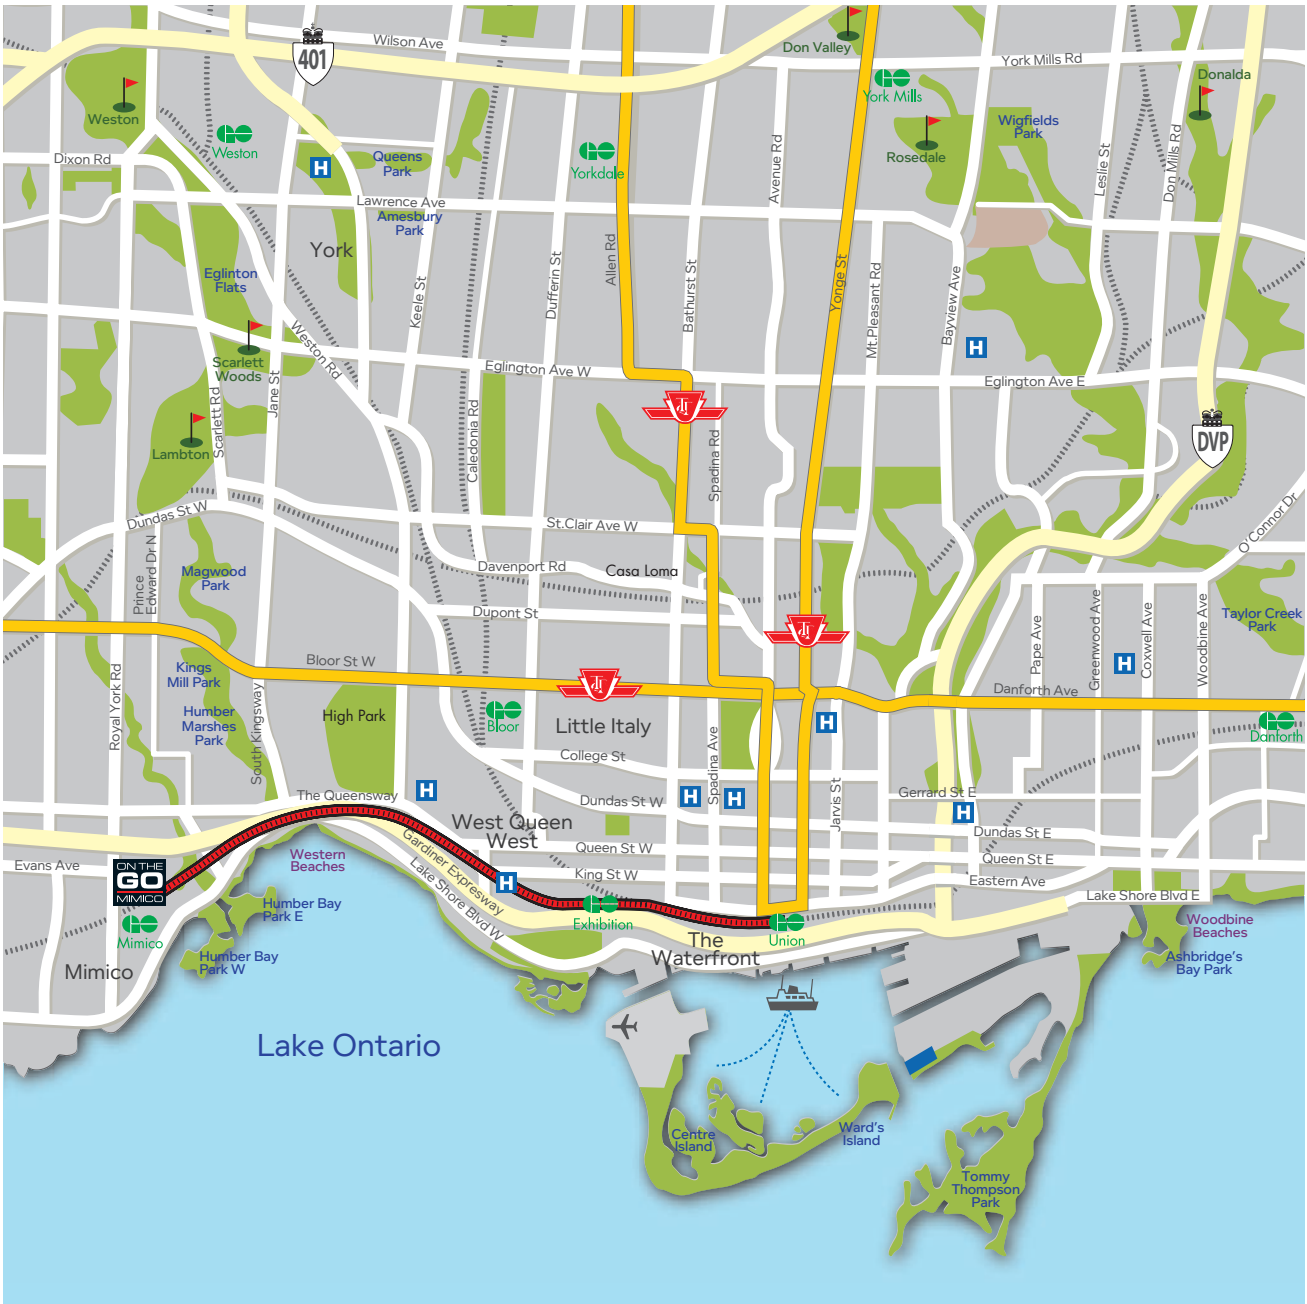 Wilson Ave
401
Don Valley
York Mills Rd
Donalda
York Mills
Weston
Weston
Wigfields
Park
Dixon Rd
H
Queens
Park
Yorkdale
Rosedale
Avenue Rd
Leslie St
Don Mills Rd
Lawrence Ave
Amesbury
Park
York
Allen Rd
Eglinton
Flats
Keele St
Dufferin St
Bathurst St
Yonge St
Mt.Pleasant Rd
Bayview Ave
Weston Rd
H
Scarlett
Woods
Eglington Ave W
Eglington Ave E
Jane St
Scarlett Rd
Lambton
Caledonia Rd
Spadina Rd
DVP
Dundas St W
St.Clair Ave W
O'Connor Dr
Prince
Edward Dr N
Magwood
Park
Davenport Rd
Casa Loma
Dupont St
Pape Ave
Greenwood Ave
Coxwell Ave
Woodbine Ave
Taylor Creek
Park
H
Bloor St W
Kings
Mill Park
Danforth Ave
Royal York Rd
South Kingsway
Humber
Marshes
Park
High Park
Bloor
Little Italy
H
Danforth
College St
Spadina Ave
Jarvis St
The Queensway
H
Dundas St W
H
H
Gerrard St E
H
West Queen
West
Dundas St E
Gardiner Expresway
Queen St W
Queen St E
Western
Beaches
Evans Ave
ON THE
GO
MIMICO
Lake Shore Blvd W
H
King St W
Eastern Ave
Lake Shore Blvd E
Humber Bay
Park E
Exhibition
Mimico
Union
Woodbine
Beaches
The
Waterfront
Mimico
Humber Bay
Park W
Ashbridge's
Bay Park
Lake Ontario
Centre
Island
Ward's
Island
Tommy
Thompson
Park